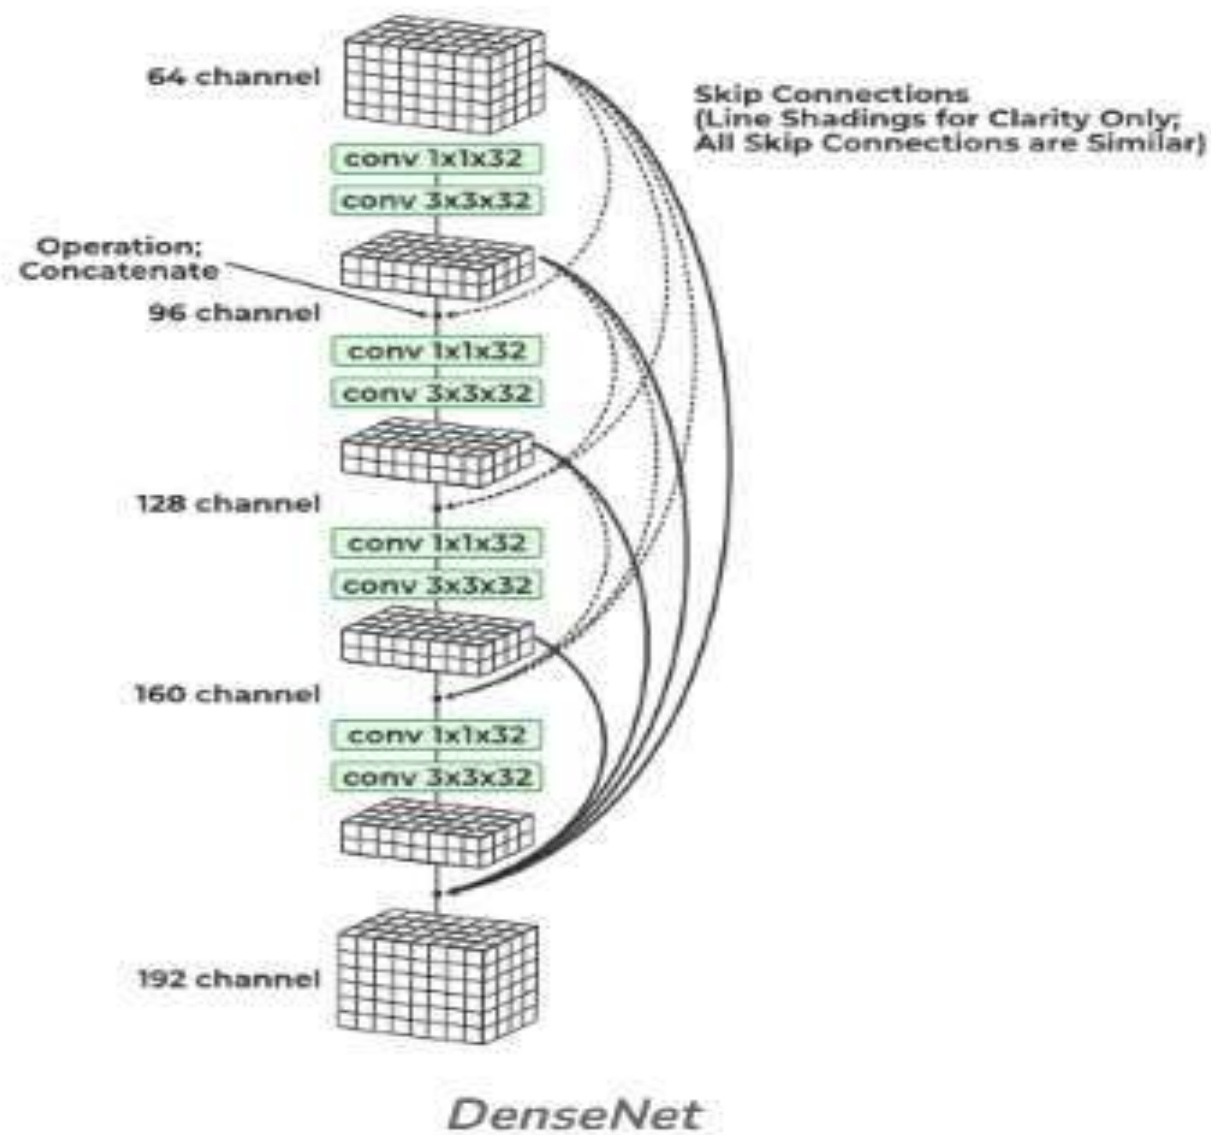 64 channel
Skip Connections
(Line Shadings for Clarity Only;
All Skip Connections are Similar)
conv 1x1x32
conv 3x3x32
Operation;
Concatenate
96 channel
conv 1x1x32
conv 3x3x32
128 channel
conv 1x1x32
conv 3x3x32
160 channel
conv 1x1x32
conv 3x3x32
192 channel
DenseNet